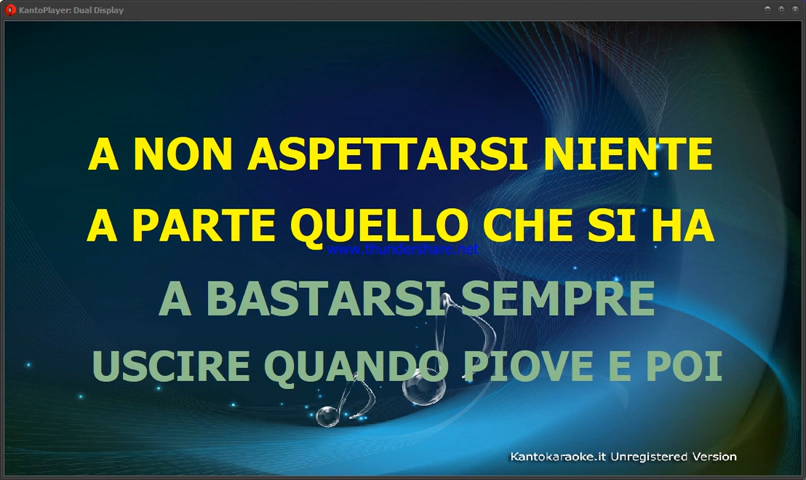 KantoPlayer: Dual Display
A NON ASPETTARSI NIENTE
A PARTE QUELLO CHE SI HA
www.thundershare.net
A BASTARSI SEMPRE
USCIRE QUANDO PIOVE E POI
Kantokaraoke.it Unregistered Version